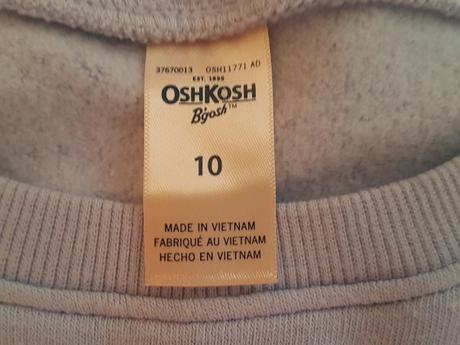 37670013 OSH11771 AD
EST. 1895
OSHKOSH
B'gosh™
10
MADE IN VIETNAM
FABRIQUÉ AU VIETNAM
HECHO EN VIETNAM